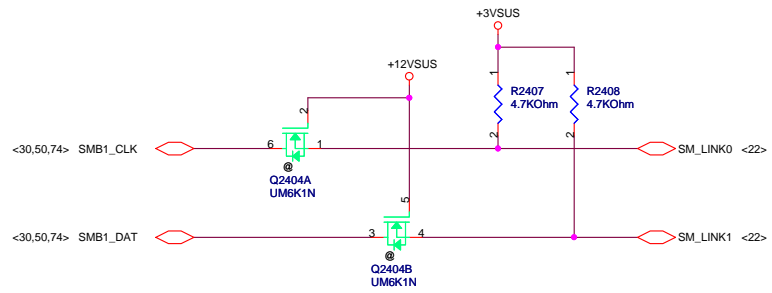 +3VSUS
+12VSUS
1
1
R2407
4.7KOhm
R2408
4.7KOhm
2
2
2
<30,50,74> SMB1_CLK
6
1
SM_LINK0 <22>
@
Q2404A
UM6K1N
5
<30,50,74> SMB1_DAT
3
4
SM_LINK1 <22>
@
Q2404B
UM6K1N